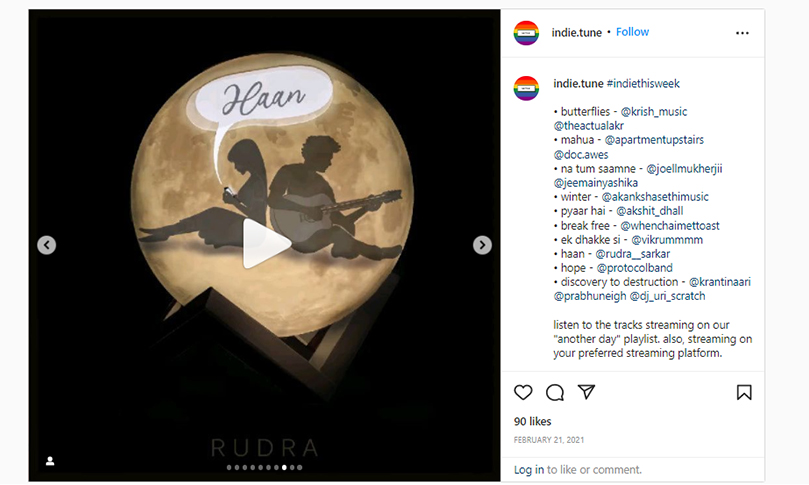 Haan
RUDRA
indie.tune • Follow
indie.tune #indiethisweek
• butterflies - @krish_music
@theactualakr
• mahua - @apartmentupstairs
@doc.awes
• na tum saamne - @joellmukherjii
@jeemainyashika
• winter - @akankshasethimusic
• pyaar hai - @akshit_dhall
• break free - @whenchaimettoast
• ek dhakke si - @vikrummmm
• haan - @rudra__sarkar
• hope - @protocolband
• discovery to destruction - @krantinaari
@prabhuneigh @dj_uri_scratch
listen to the tracks streaming on our
"another day" playlist. also, streaming on
your preferred streaming platform.
90 likes
FEBRUARY 21, 2021
Log in to like or comment.